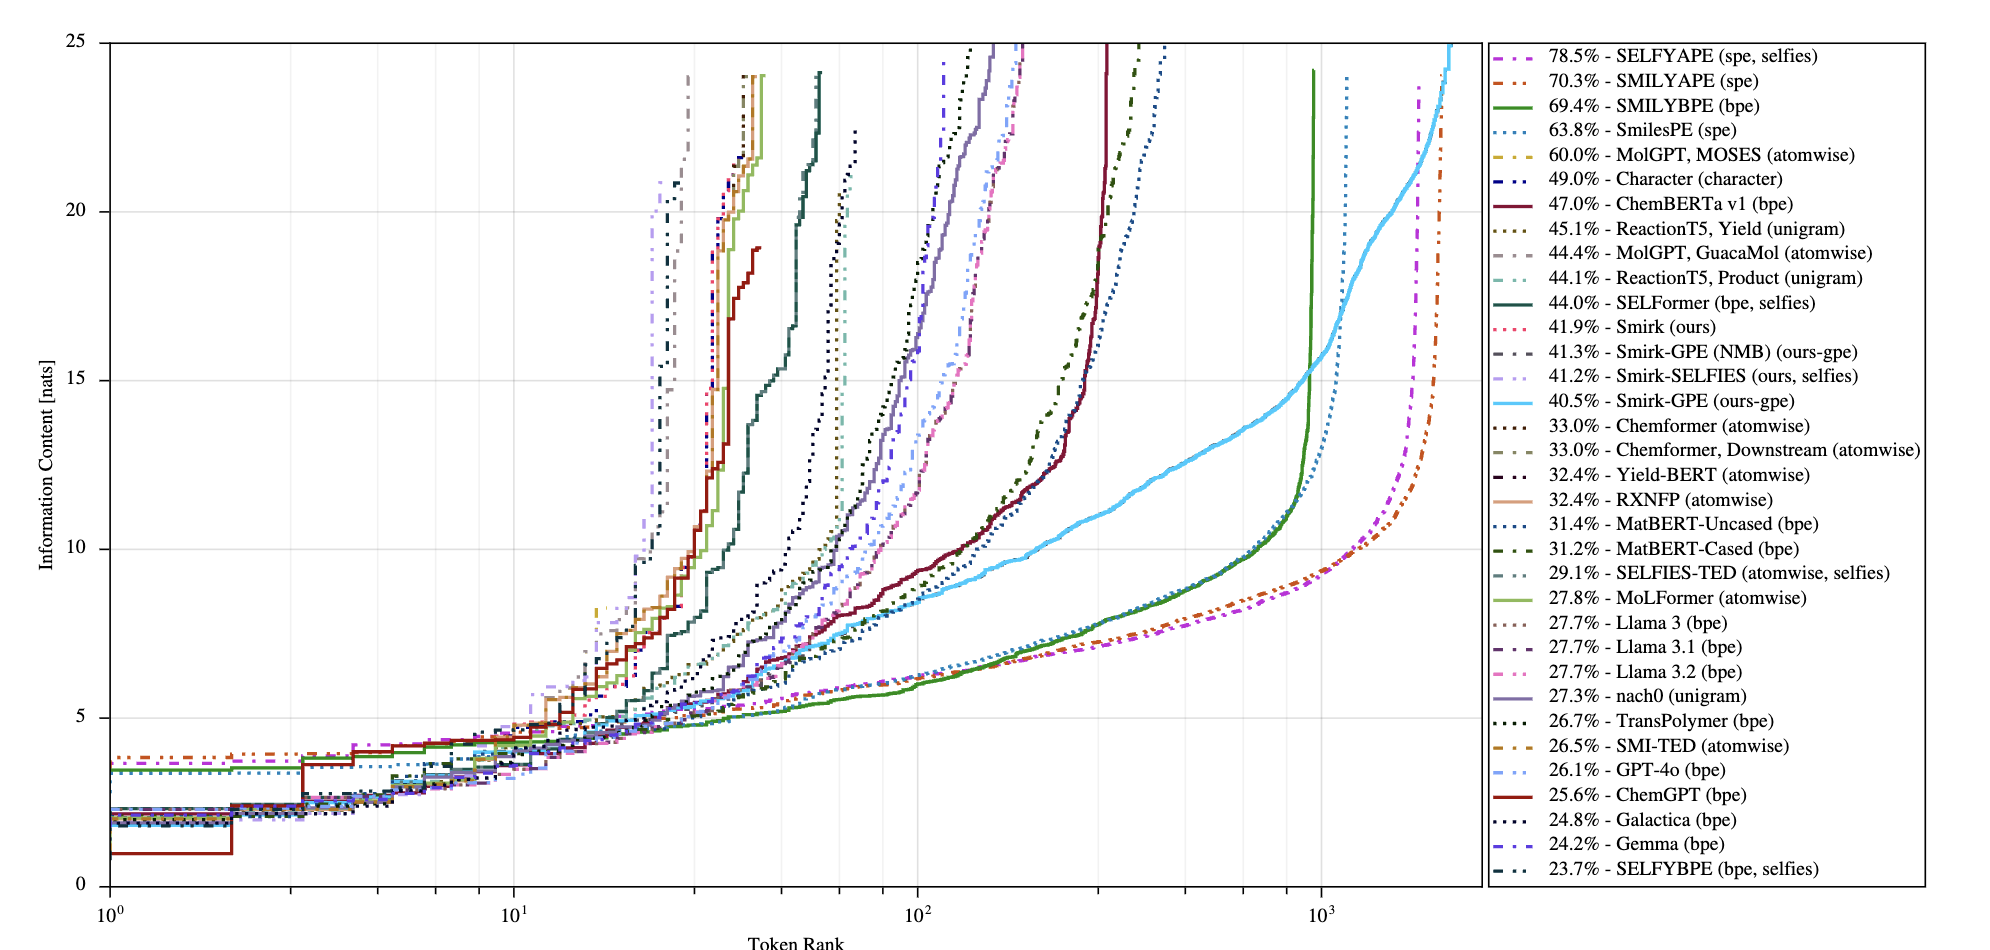 25
20
15
10
5
0
Information Content [nats]
10⁰
10¹
10²
10³
Token Rank
78.5% - SELFYAPE (spe, selfies)
70.3% - SMILYAPE (spe)
69.4% - SMILYBPE (bpe)
63.8% - SmilesPE (spe)
60.0% - MolGPT, MOSES (atomwise)
49.0% - Character (character)
47.0% - ChemBERTa v1 (bpe)
45.1% - ReactionT5, Yield (unigram)
44.4% - MolGPT, GuacaMol (atomwise)
44.1% - ReactionT5, Product (unigram)
44.0% - SELFormer (bpe, selfies)
41.9% - Smirk (ours)
41.3% - Smirk-GPE (NMB) (ours-gpe)
41.2% - Smirk-SELFIES (ours, selfies)
40.5% - Smirk-GPE (ours-gpe)
33.0% - Chemformer (atomwise)
33.0% - Chemformer, Downstream (atomwise)
32.4% - Yield-BERT (atomwise)
32.4% - RXNFP (atomwise)
31.4% - MatBERT-Uncased (bpe)
31.2% - MatBERT-Cased (bpe)
29.1% - SELFIES-TED (atomwise, selfies)
27.8% - MoLFormer (atomwise)
27.7% - Llama 3 (bpe)
27.7% - Llama 3.1 (bpe)
27.7% - Llama 3.2 (bpe)
27.3% - nach0 (unigram)
26.7% - TransPolymer (bpe)
26.5% - SMI-TED (atomwise)
26.1% - GPT-4o (bpe)
25.6% - ChemGPT (bpe)
24.8% - Galactica (bpe)
24.2% - Gemma (bpe)
23.7% - SELFYBPE (bpe, selfies)